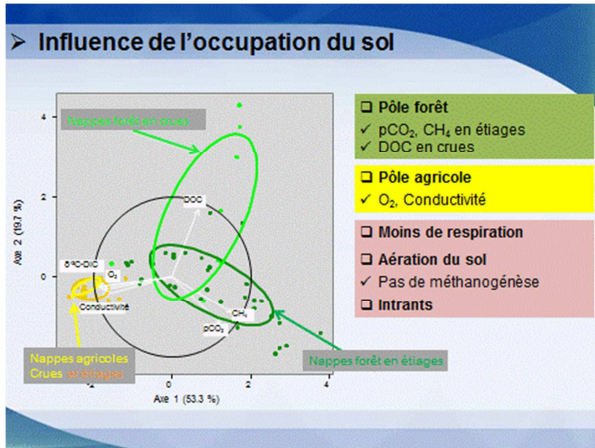 ➢ Influence de l'occupation du sol
Nappes forêt en crues
DOC
δ¹³C-DIC
O₂
Conductivité
CH₄
pCO₂
Nappes agricoles
Crues et étiages
Nappes forêt en étiages
4
2
0
-2
0
2
4
Axe 2 (19.7 %)
Axe 1 (53.3 %)
❑ Pôle forêt
✓ pCO₂, CH₄ en étiages
✓ DOC en crues
❑ Pôle agricole
✓ O₂, Conductivité
❑ Moins de respiration
❑ Aération du sol
✓ Pas de méthanogénèse
❑ Intrants